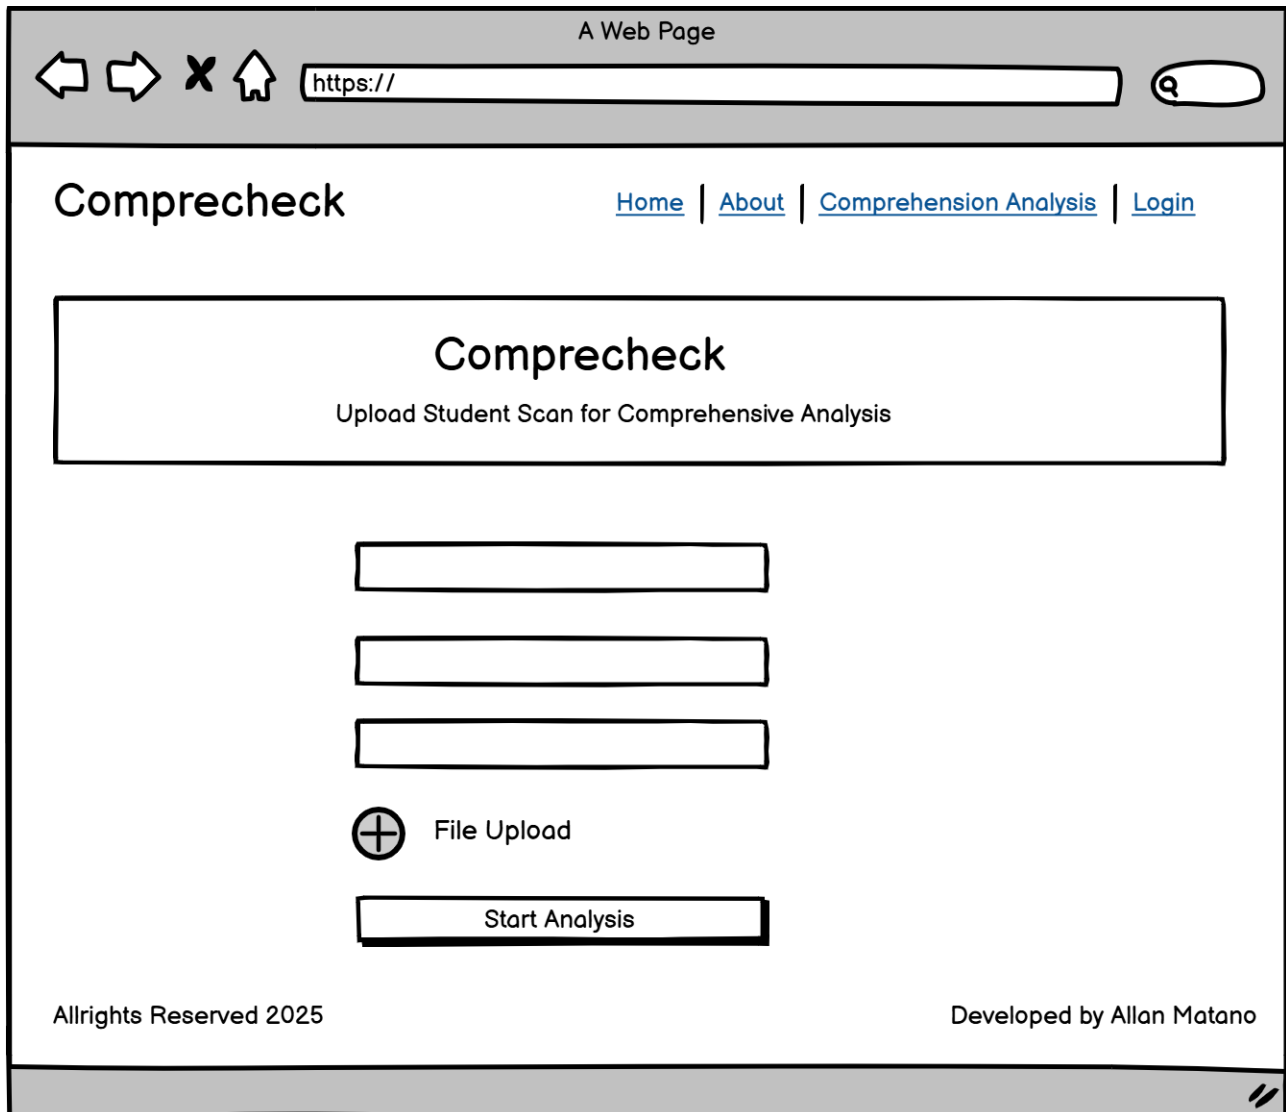 A Web Page
https://
Comprecheck
Home | About | Comprehension Analysis | Login
Comprecheck
Upload Student Scan for Comprehensive Analysis
File Upload
Start Analysis
Allrights Reserved 2025
Developed by Allan Matano